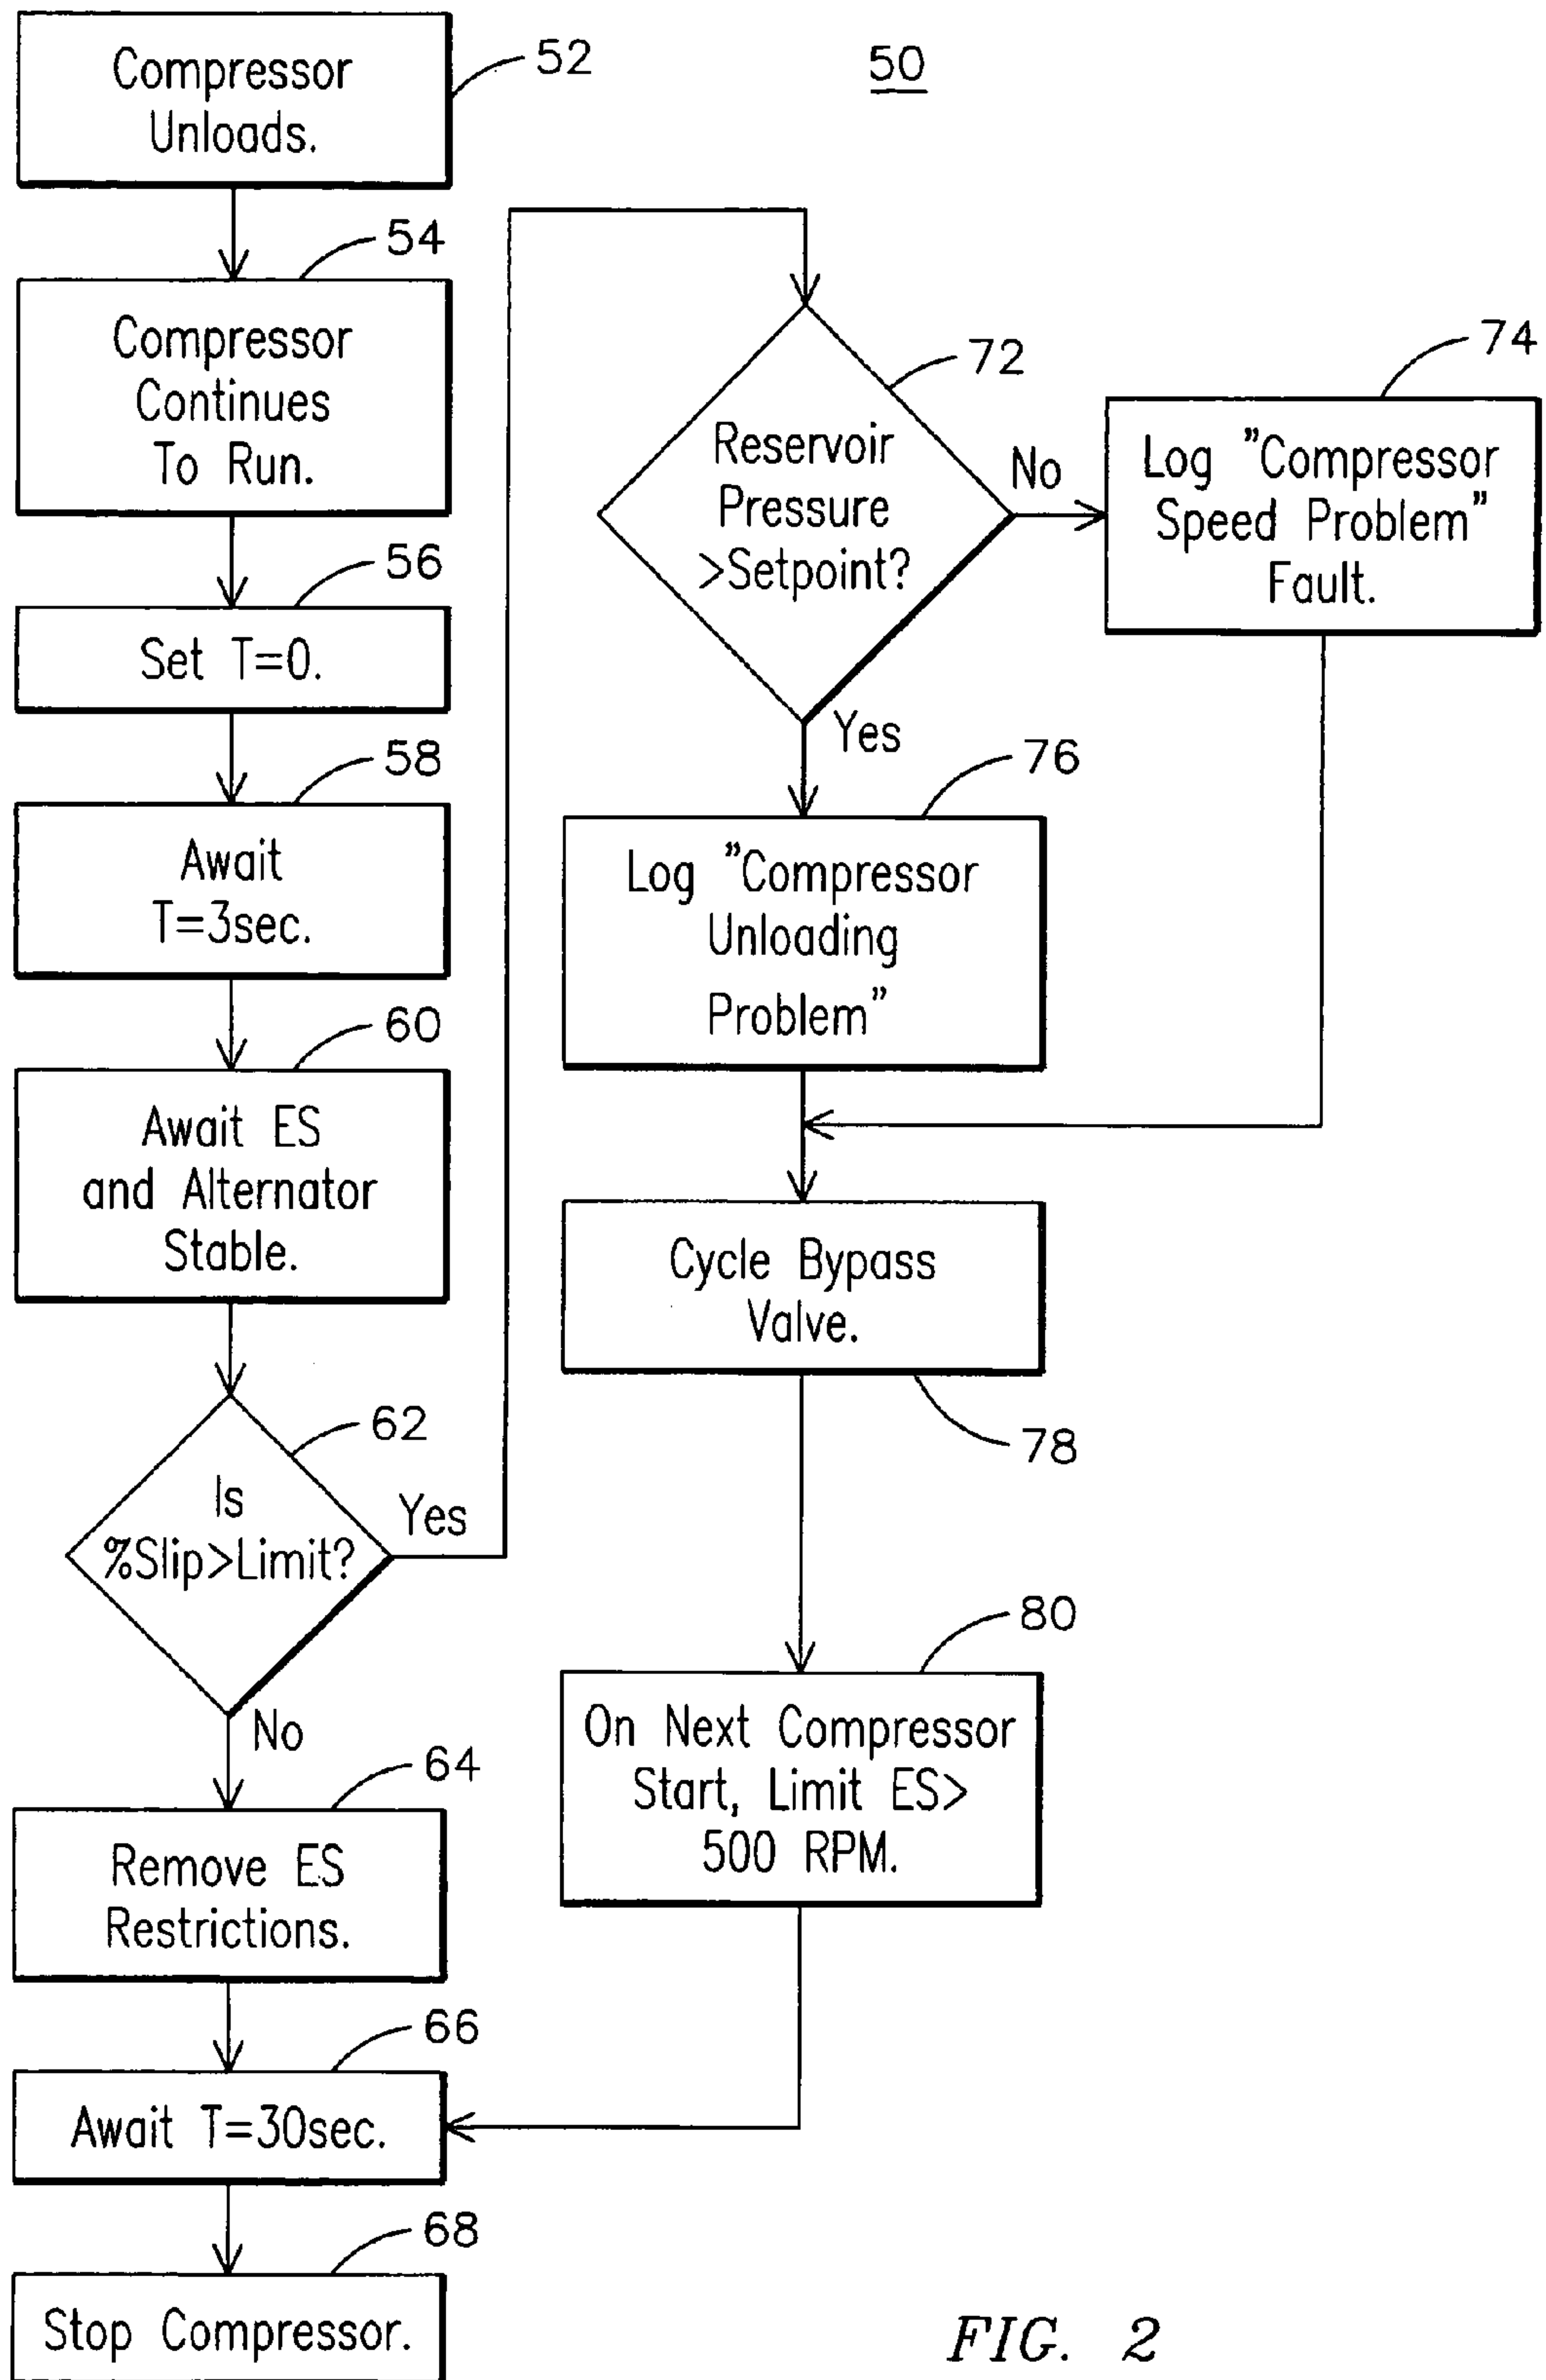 Compressor
Unloads.
52
50
54
Compressor
Continues
To Run.
56
Set T=0.
58
Await
T=3sec.
60
Await ES
and Alternator
Stable.
62
Is
%Slip>Limit?
Yes
No
64
Remove ES
Restrictions.
66
Await T=30sec.
68
Stop Compressor.
72
Reservoir
Pressure
>Setpoint?
No
Yes
74
Log "Compressor
Speed Problem"
Fault.
76
Log "Compressor
Unloading
Problem"
Cycle Bypass
Valve.
78
80
On Next Compressor
Start, Limit ES>
500 RPM.
FIG. 2